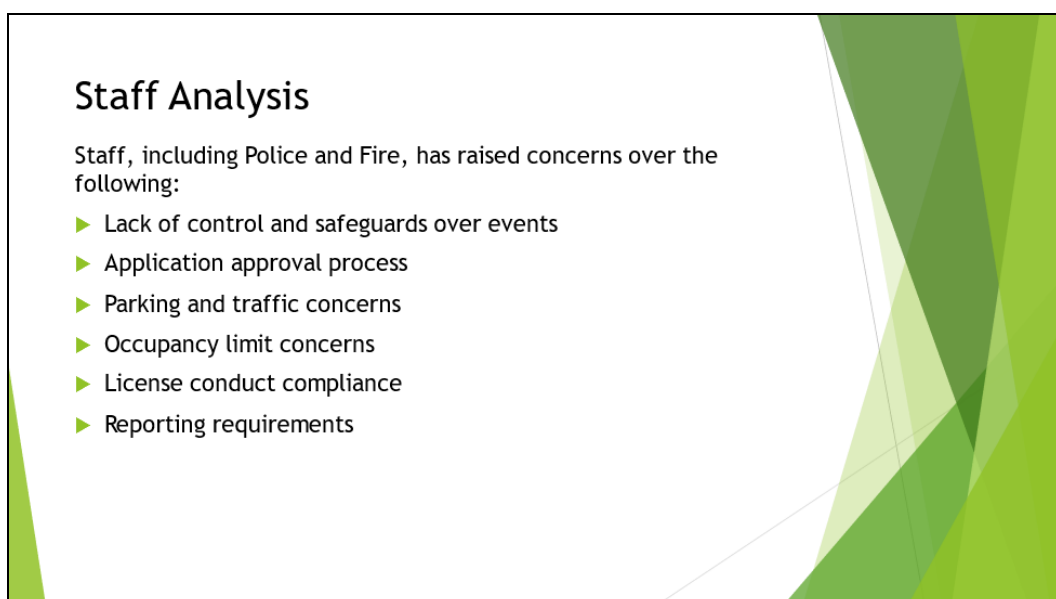 Staff Analysis
Staff, including Police and Fire, has raised concerns over the
following:
Lack of control and safeguards over events
Application approval process
Parking and traffic concerns
Occupancy limit concerns
License conduct compliance
Reporting requirements